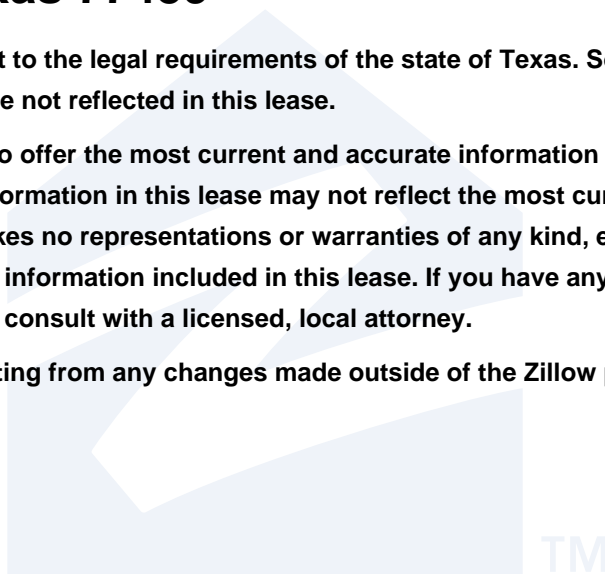 t to the legal requirements of the state of Texas. S
e not reflected in this lease.
o offer the most current and accurate information
ormation in this lease may not reflect the most cur
kes no representations or warranties of any kind, e
information included in this lease. If you have any
consult with a licensed, local attorney.
ting from any changes made outside of the Zillow
TM